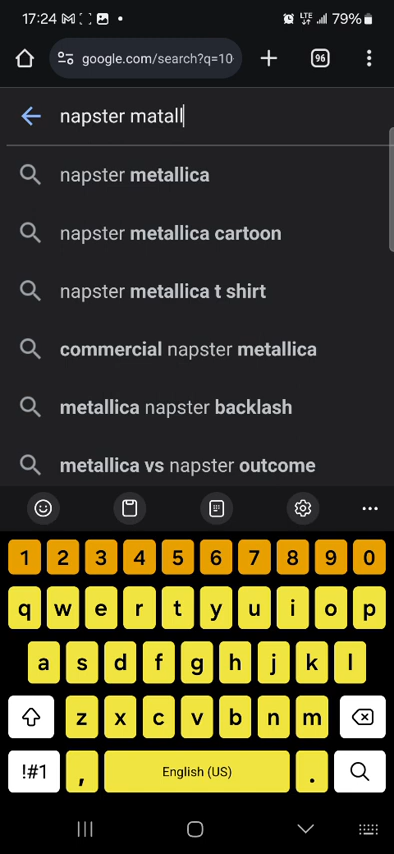 17:24 79%
google.com/search?q=10 96
napster matall
napster metallica
napster metallica cartoon
napster metallica t shirt
commercial napster metallica
metallica napster backlash
metallica vs napster outcome
1 2 3 4 5 6 7 8 9 0
q w e r t y u i o p
a s d f g h j k l
z x c v b n m
!#1 , English (US) .